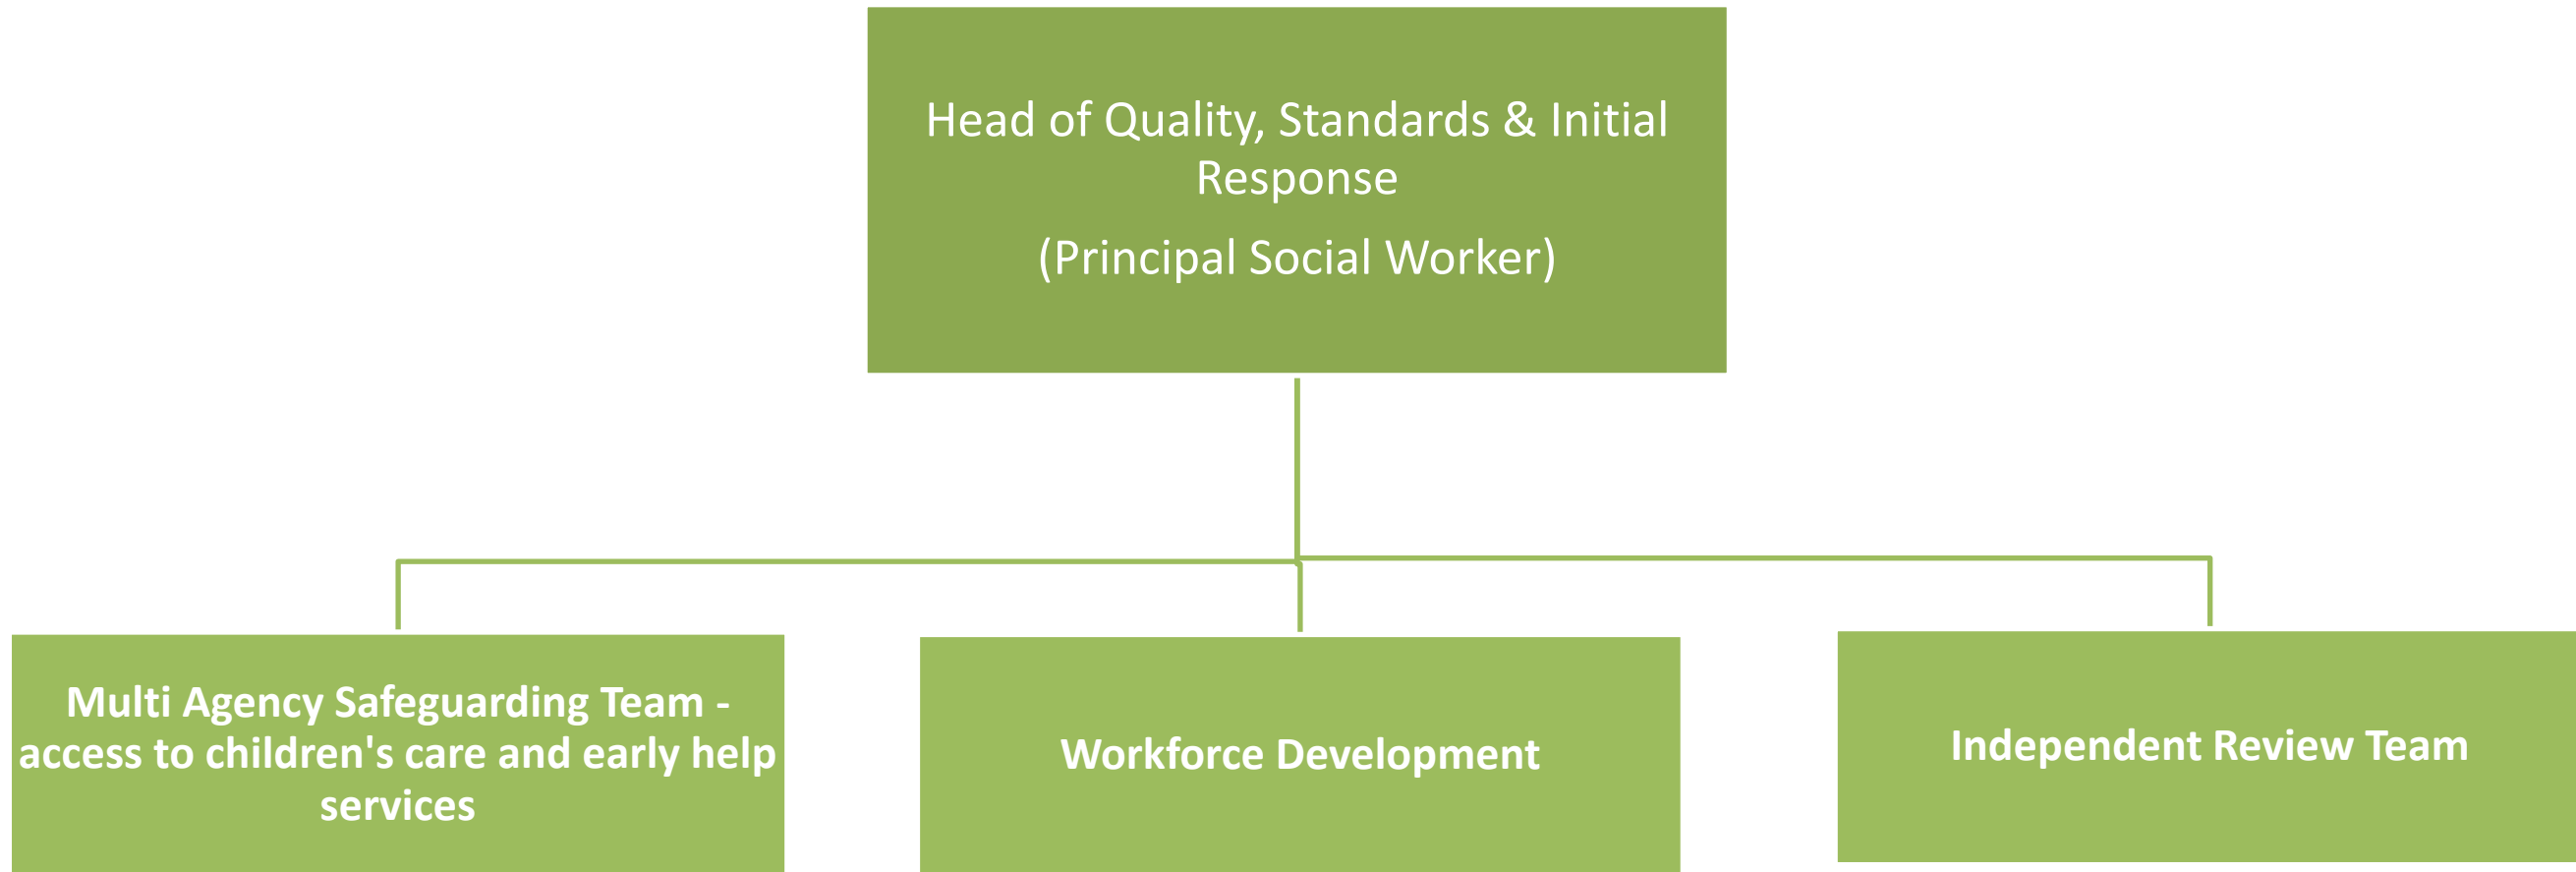 Head of Quality, Standards & Initial
Response
(Principal Social Worker)
Multi Agency Safeguarding Team -
access to children's care and early help
services
Workforce Development
Independent Review Team